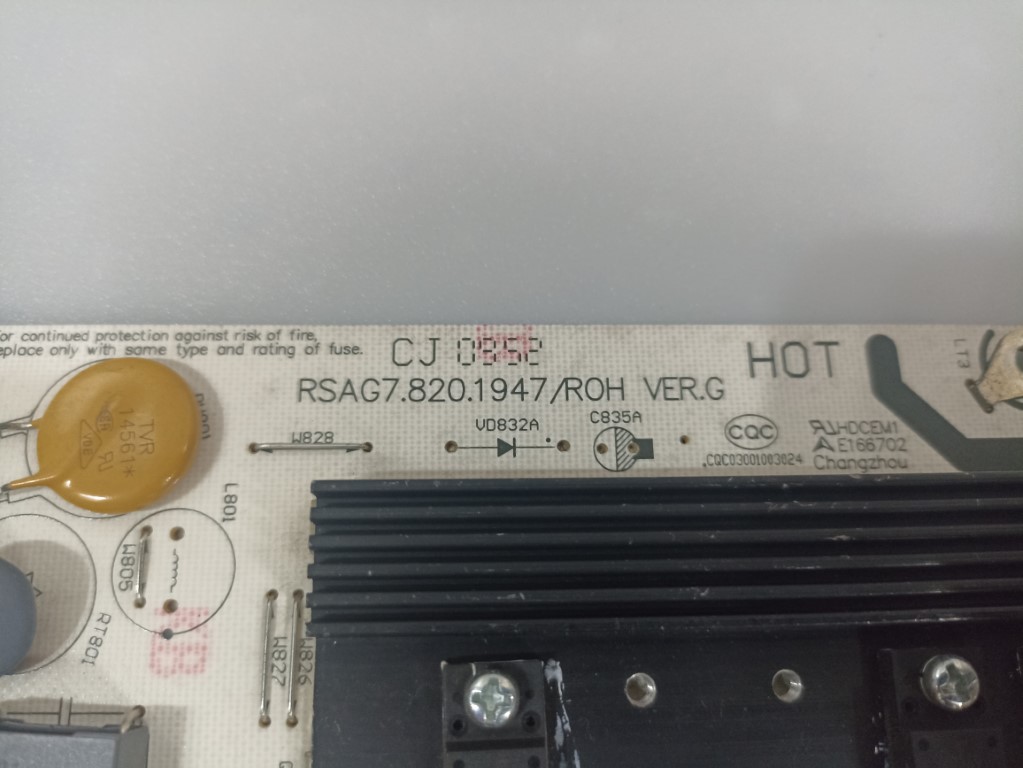 or continued protection against risk of fire,
eplace only with same type and rating of fuse.
CJ
HOT
LT3
RSAG7.820.1947/ROH VER.G
VD832A
C835A
W828
CQC
CQC03001003024
HDCEM1
E166702
Changzhou
TVR
14561*
VDE
L801
W805
RT801
W827
W826